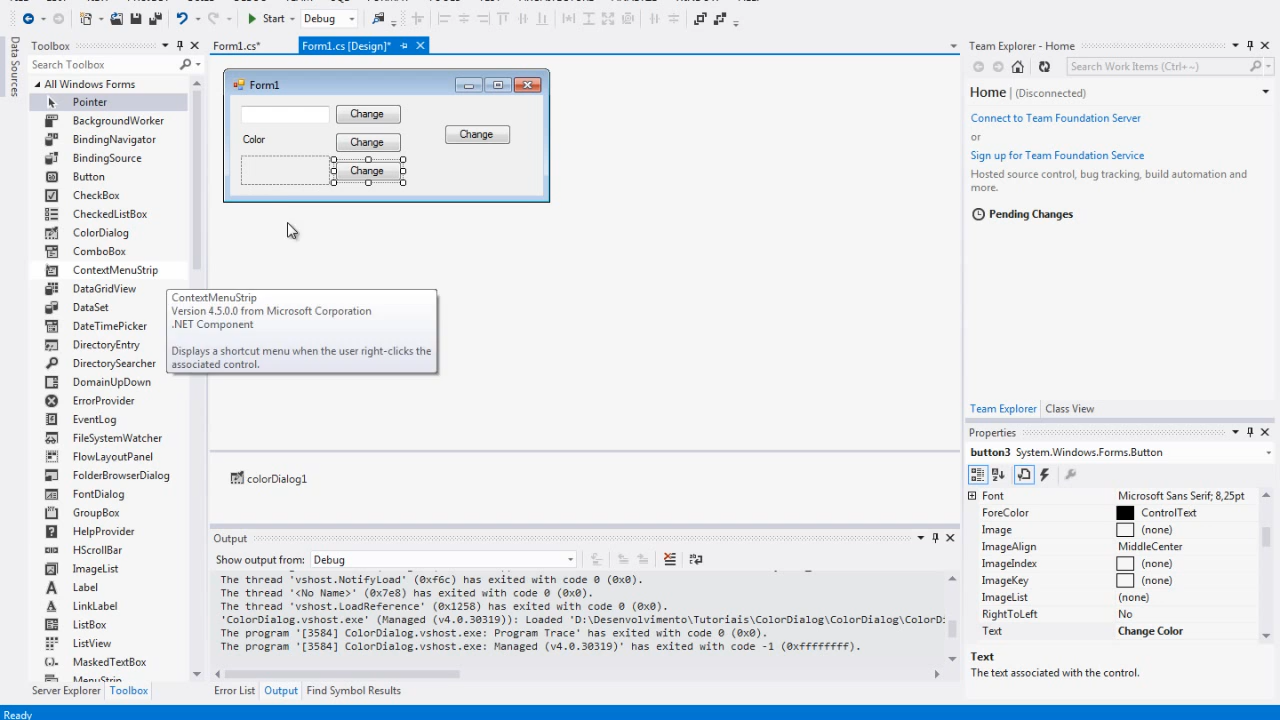 Start
Debug
Data Sources
Toolbox
Search Toolbox
All Windows Forms
Pointer
BackgroundWorker
BindingNavigator
BindingSource
Button
CheckBox
CheckedListBox
ColorDialog
ComboBox
ContextMenuStrip
DataGridView
DataSet
DateTimePicker
DirectoryEntry
DirectorySearcher
DomainUpDown
ErrorProvider
EventLog
FileSystemWatcher
FlowLayoutPanel
FolderBrowserDialog
FontDialog
GroupBox
HelpProvider
HScrollBar
ImageList
Label
LinkLabel
ListBox
ListView
MaskedTextBox
MenuStrip
Server Explorer
Toolbox
Form1.cs*
Form1.cs [Design]*
Form1
Change
Color
Change
Change
Change
ContextMenuStrip
Version 4.5.0.0 from Microsoft Corporation
.NET Component
Displays a shortcut menu when the user right-clicks the
associated control.
colorDialog1
Output
Show output from:
Debug
The thread 'vshost.NotifyLoad' (0xf6c) has exited with code 0 (0x0).
The thread '<No Name>' (0x7e8) has exited with code 0 (0x0).
The thread 'vshost.LoadReference' (0x1258) has exited with code 0 (0x0).
'ColorDialog.vshost.exe' (Managed (v4.0.30319)): Loaded 'D:\Desenvolvimento\Tutoriais\ColorDialog\ColorDialog\ColorDi
The program '[3584] ColorDialog.vshost.exe: Program Trace' has exited with code 0 (0x0).
The program '[3584] ColorDialog.vshost.exe: Managed (v4.0.30319)' has exited with code -1 (0xffffffff).
Error List
Output
Find Symbol Results
Team Explorer - Home
Search Work Items (Ctrl+~)
Home | (Disconnected)
Connect to Team Foundation Server
or
Sign up for Team Foundation Service
Hosted source control, bug tracking, build automation and
more.
Pending Changes
Team Explorer
Class View
Properties
button3 System.Windows.Forms.Button
Font Microsoft Sans Serif; 8,25pt
ForeColor ControlText
Image (none)
ImageAlign MiddleCenter
ImageIndex (none)
ImageKey (none)
ImageList (none)
RightToLeft No
Text Change Color
Text
The text associated with the control.
Ready